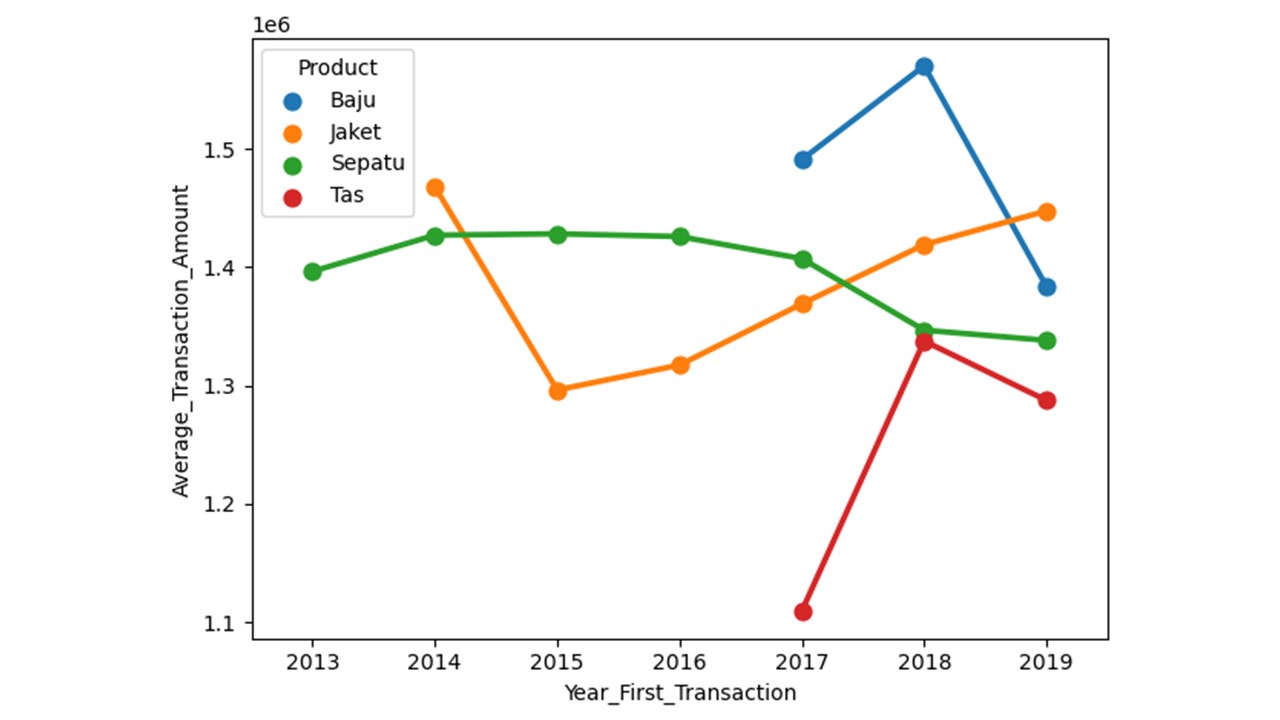 1e6
Product
Baju
Jaket
Sepatu
Tas
Average_Transaction_Amount
1.5
1.4
1.3
1.2
1.1
2013 2014 2015 2016 2017 2018 2019
Year_First_Transaction